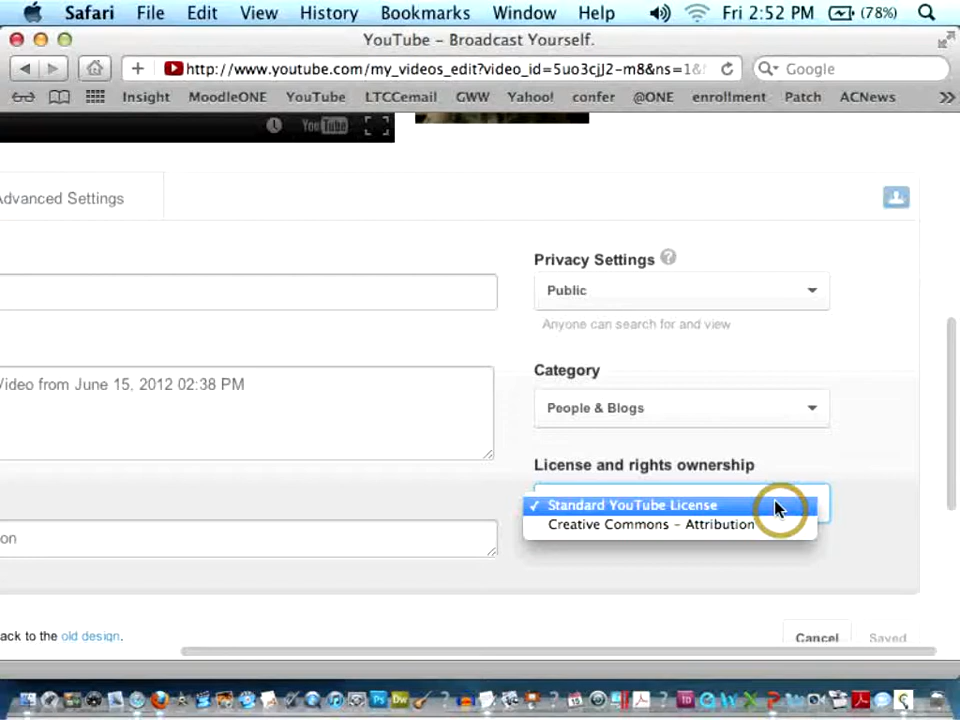 Safari File Edit View History Bookmarks Window Help Fri 2:52 PM (78%)
YouTube - Broadcast Yourself.
http://www.youtube.com/my_videos_edit?video_id=5uo3cjJ2-m8&ns=1& Google
Insight MoodleONE YouTube LTCCemail GWW Yahoo! confer @ONE enrollment Patch ACNews
YouTube
Advanced Settings
Privacy Settings ?
Public
Anyone can search for and view
Video from June 15, 2012 02:38 PM
Category
People & Blogs
License and rights ownership
✓ Standard YouTube License
Creative Commons - Attribution
on
ack to the old design.
Cancel Saved